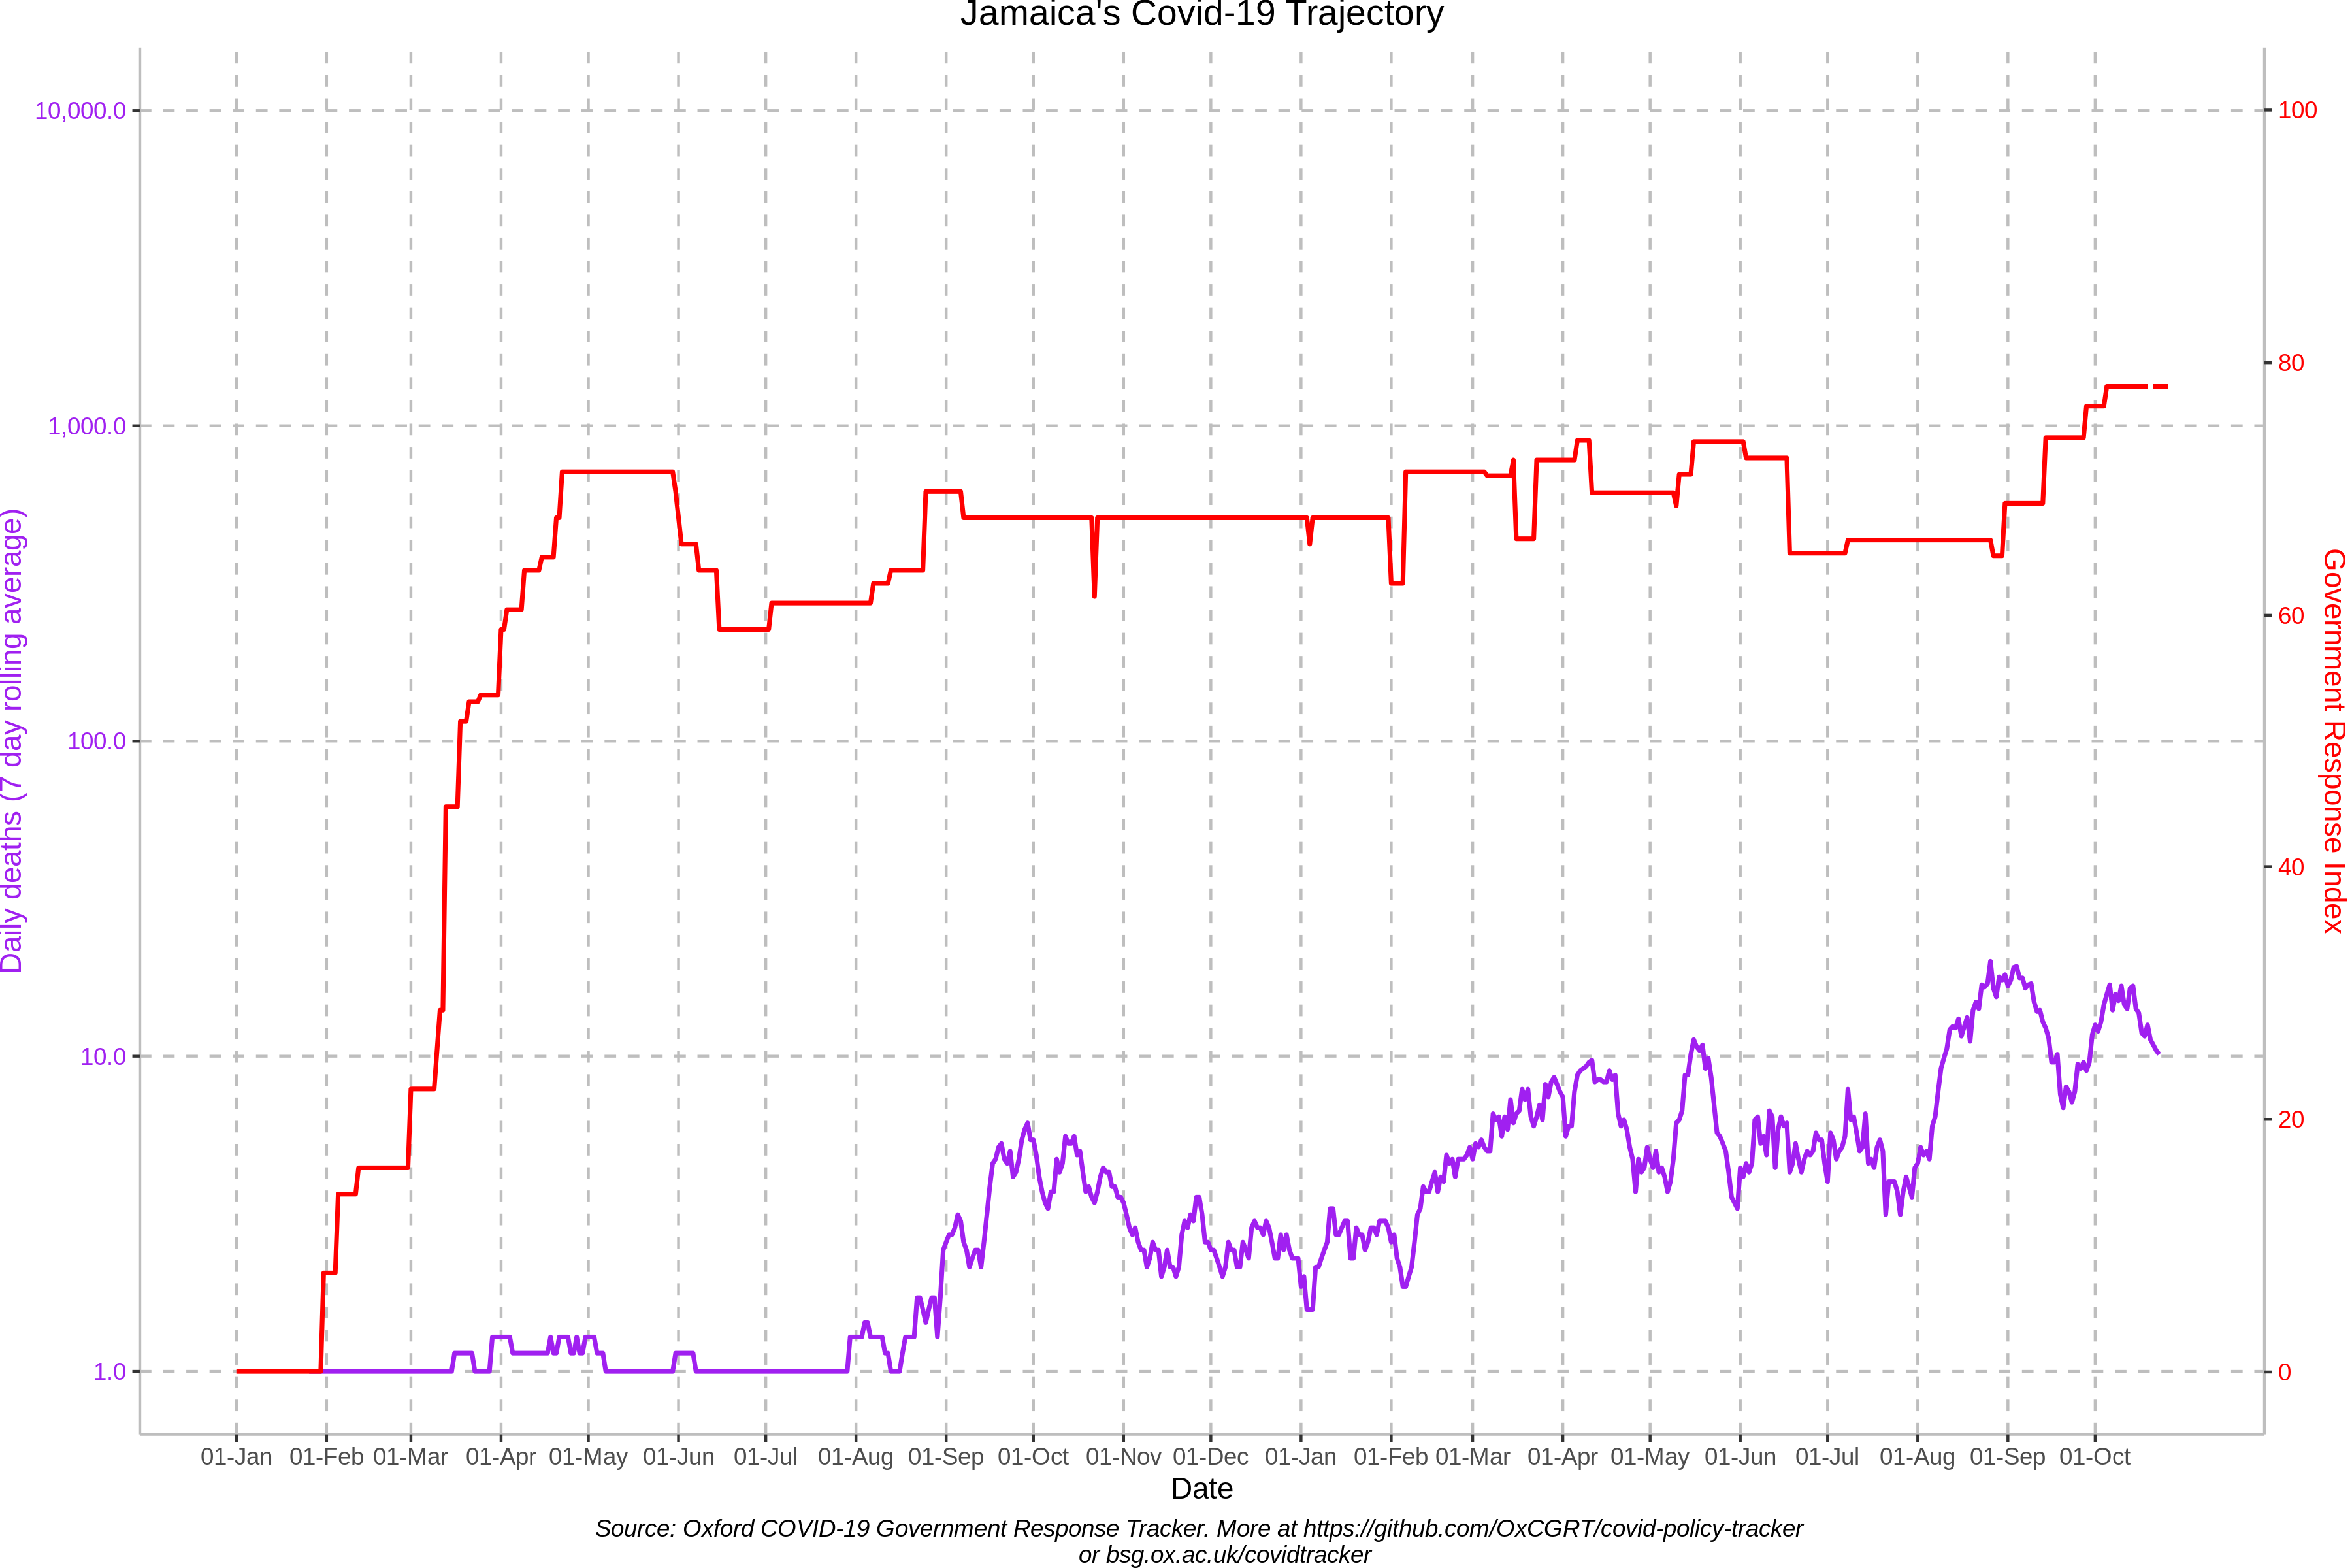 Jamaica's Covid-19 Trajectory
10,000.0
1,000.0
100.0
10.0
1.0
Daily deaths (7 day rolling average)
100
80
60
40
20
0
Government Response Index
01-Jan 01-Feb 01-Mar 01-Apr 01-May 01-Jun 01-Jul 01-Aug 01-Sep 01-Oct 01-Nov 01-Dec 01-Jan 01-Feb 01-Mar 01-Apr 01-May 01-Jun 01-Jul 01-Aug 01-Sep 01-Oct
Date
Source: Oxford COVID-19 Government Response Tracker. More at https://github.com/OxCGRT/covid-policy-tracker
or bsg.ox.ac.uk/covidtracker